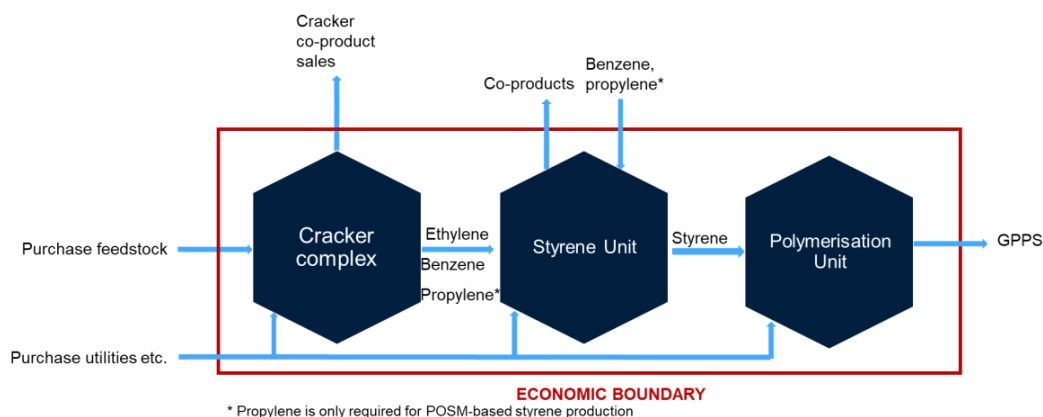 Cracker
co-product
sales
Co-products
Benzene,
propylene*
Purchase feedstock
Cracker
complex
Ethylene
Benzene
Propylene*
Styrene Unit
Styrene
Polymerisation
Unit
GPPS
Purchase utilities etc.
ECONOMIC BOUNDARY
* Propylene is only required for POSM-based styrene production